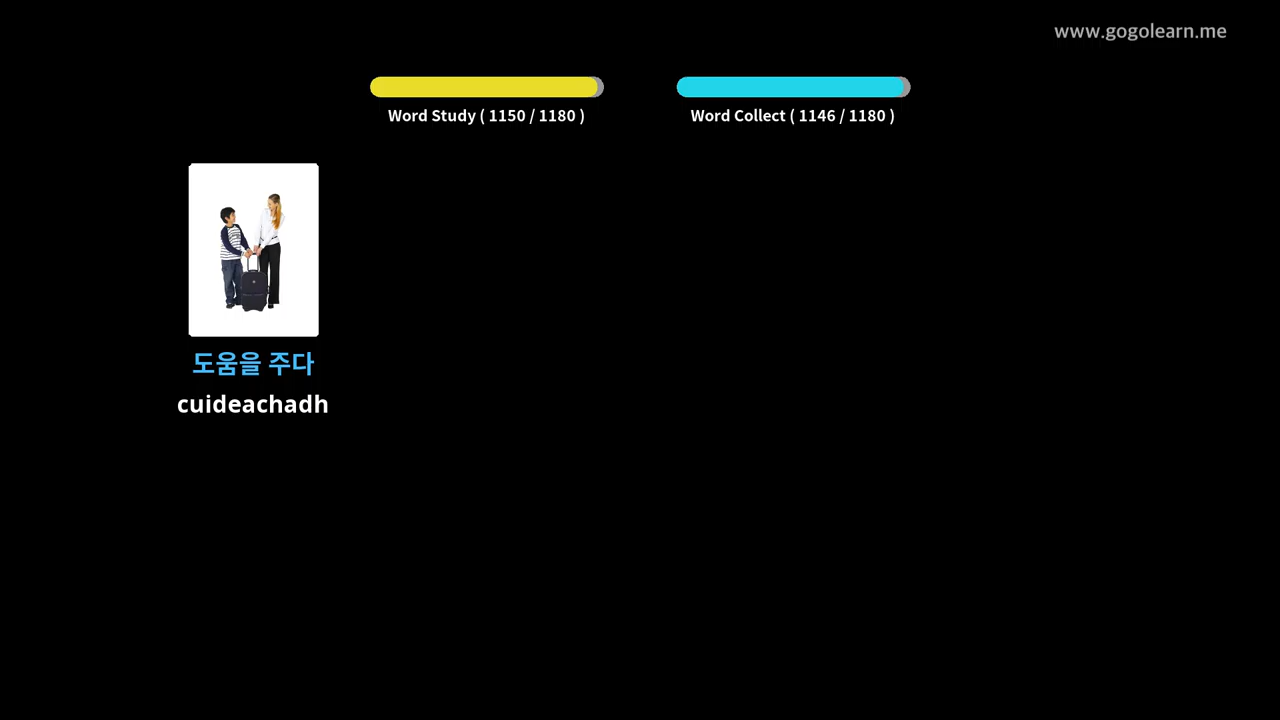 www.gogolearn.me
Word Study ( 1150 / 1180 )
Word Collect ( 1146 / 1180 )
도움을 주다
cuideachadh